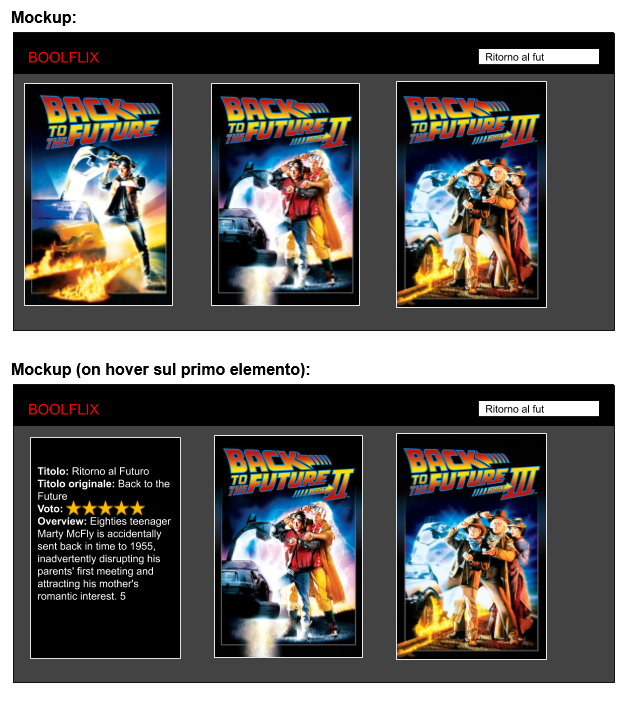 Mockup:
BOOLFLIX
Ritorno al fut
BACK
TO THE FUTURE
BACK
TO THE FUTURE
PART II
BACK
TO THE FUTURE
PART III
Mockup (on hover sul primo elemento):
BOOLFLIX
Ritorno al fut
Titolo: Ritorno al Futuro
Titolo originale: Back to the
Future
Voto:
Overview: Eighties teenager
Marty McFly is accidentally
sent back in time to 1955,
inadvertently disrupting his
parents' first meeting and
attracting his mother's
romantic interest. 5
BACK
TO THE FUTURE
PART II
BACK
TO THE FUTURE
PART III